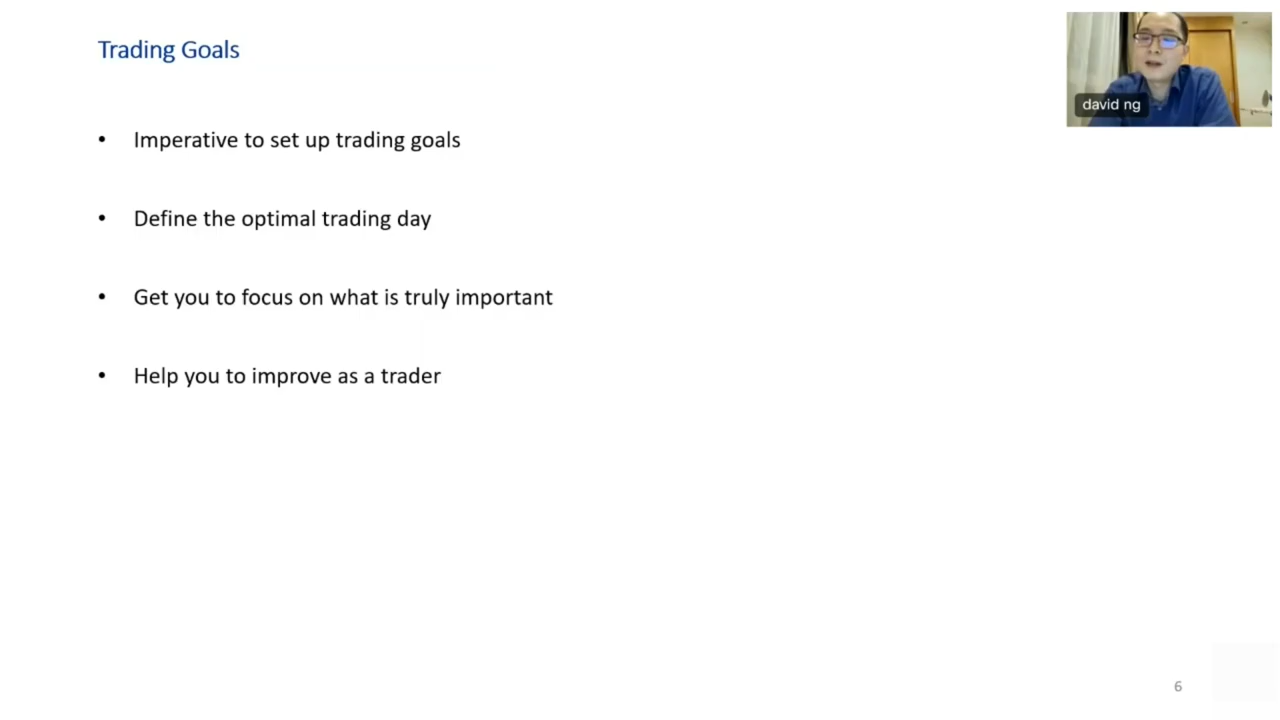 Trading Goals
david ng
• Imperative to set up trading goals
• Define the optimal trading day
• Get you to focus on what is truly important
• Help you to improve as a trader
6